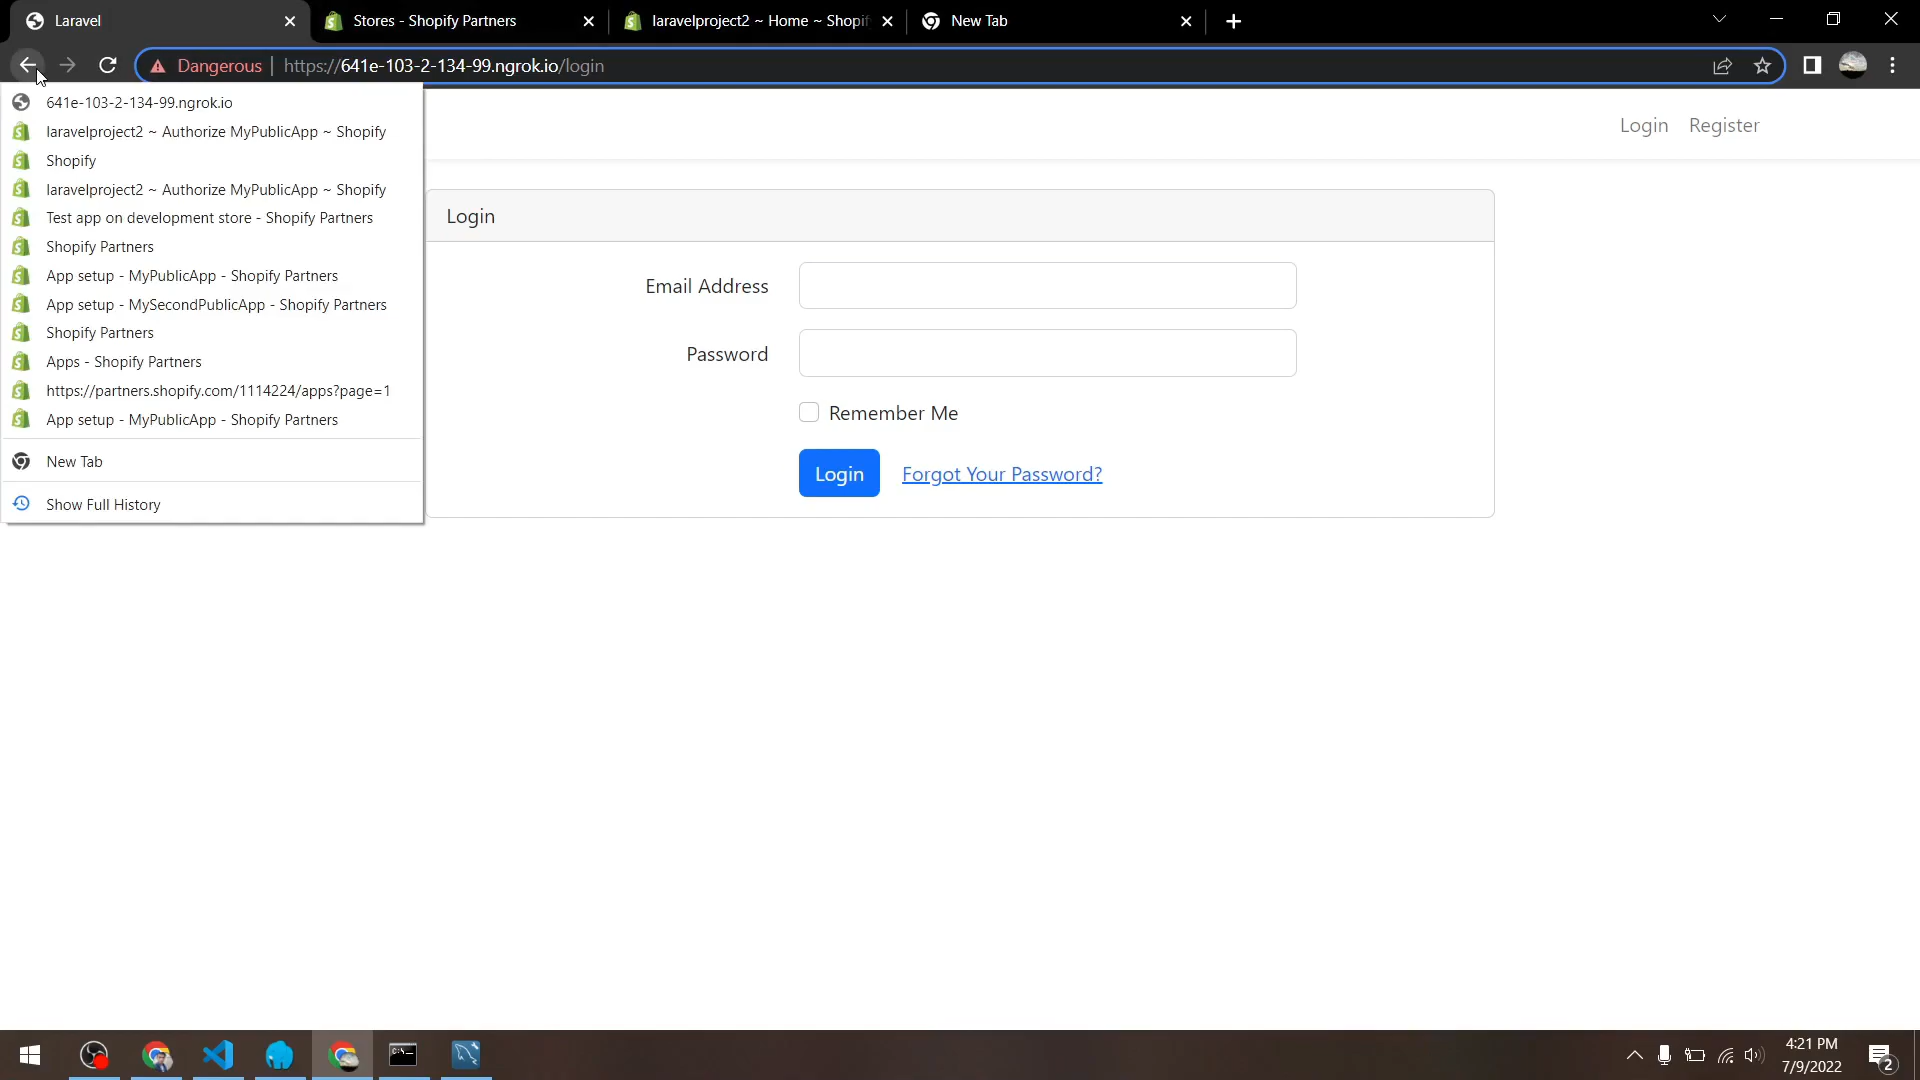 Laravel
Stores - Shopify Partners
laravelproject2 ~ Home ~ Shopif
New Tab
Dangerous
https://641e-103-2-134-99.ngrok.io/login
641e-103-2-134-99.ngrok.io
laravelproject2 ~ Authorize MyPublicApp ~ Shopify
Shopify
laravelproject2 ~ Authorize MyPublicApp ~ Shopify
Test app on development store - Shopify Partners
Shopify Partners
App setup - MyPublicApp - Shopify Partners
App setup - MySecondPublicApp - Shopify Partners
Shopify Partners
Apps - Shopify Partners
https://partners.shopify.com/1114224/apps?page=1
App setup - MyPublicApp - Shopify Partners
New Tab
Show Full History
Login Register
Login
Email Address
Password
Remember Me
Login Forgot Your Password?
4:21 PM
7/9/2022
2